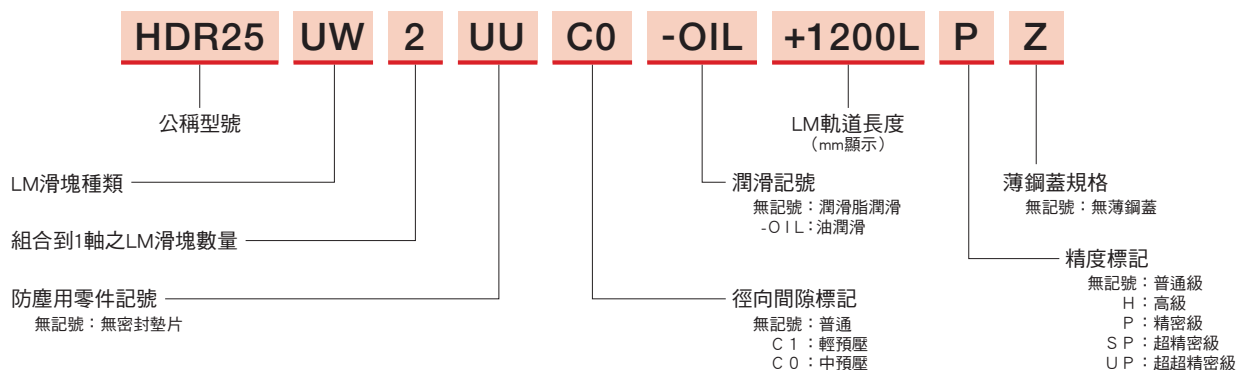 HDR25 UW 2 UU C0 -OIL +1200L P Z
公稱型號
LM軌道長度
（mm顯示）
LM滑塊種類
潤滑記號
無記號：潤滑脂潤滑
-OIL：油潤滑
薄鋼蓋規格
無記號：無薄鋼蓋
組合到1軸之LM滑塊數量
防塵用零件記號
無記號：無密封墊片
徑向間隙標記
無記號：普通
C1：輕預壓
C0：中預壓
精度標記
無記號：普通級
H：高級
P：精密級
SP：超精密級
UP：超超精密級